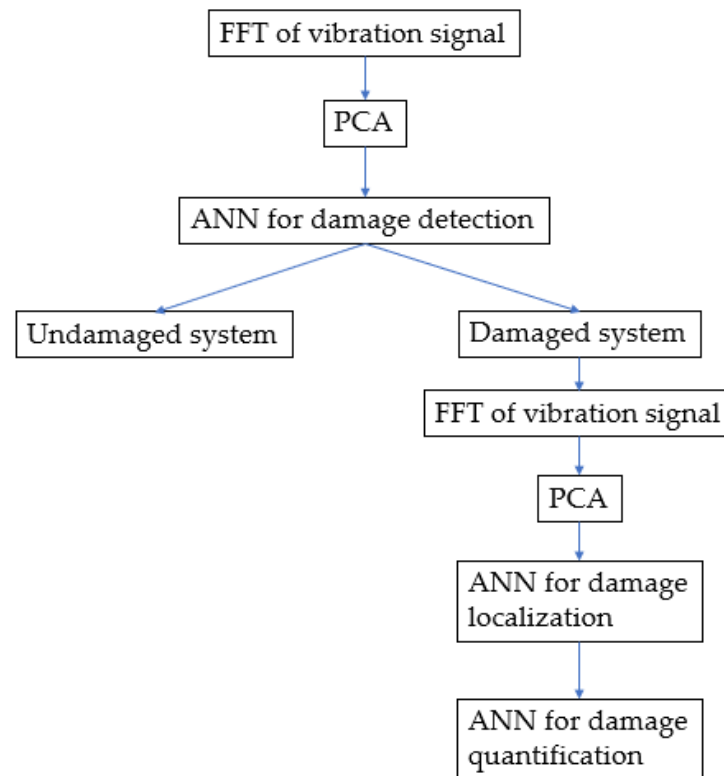 FFT of vibration signal
PCA
ANN for damage detection
Undamaged system
Damaged system
FFT of vibration signal
PCA
ANN for damage
localization
ANN for damage
quantification